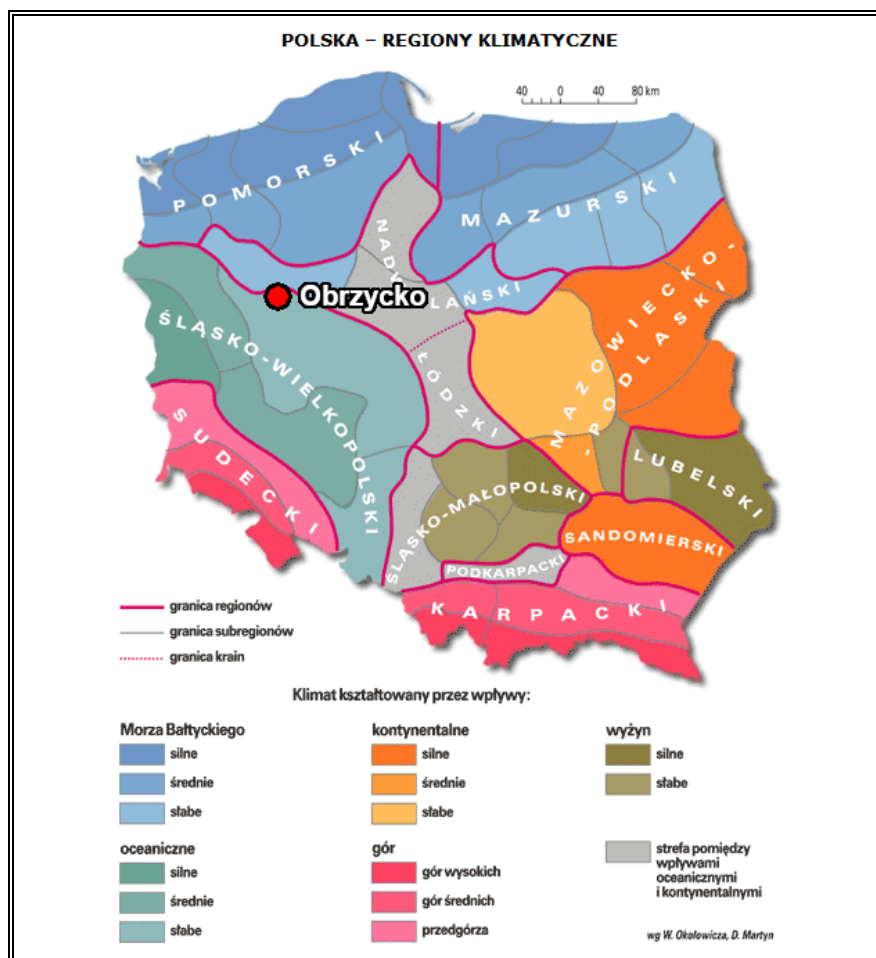 POLSKA – REGIONY KLIMATYCZNE
40 0 40 80 km
POMORSKI
MAZURSKI
NADWIŚLAŃSKI
Obrzycko
ŚLĄSKO-WIELKOPOLSKI
ŁÓDZKI
MAZOWIECKO-
-PODLASKI
SUDECKI
LUBELSKI
ŚLĄSKO-MAŁOPOLSKI
SANDOMIERSKI
PODKARPACKI
KARPACKI
granica regionów
granica subregionów
granica krain
Klimat kształtowany przez wpływy:
Morza Bałtyckiego
silne
średnie
słabe
kontynentalne
silne
średnie
słabe
wyżyn
silne
słabe
oceaniczne
silne
średnie
słabe
gór
gór wysokich
gór średnich
przedgórza
strefa pomiędzy
wpływami
oceanicznymi
i kontynentalnymi
wg W. Okołowicza, D. Martyn